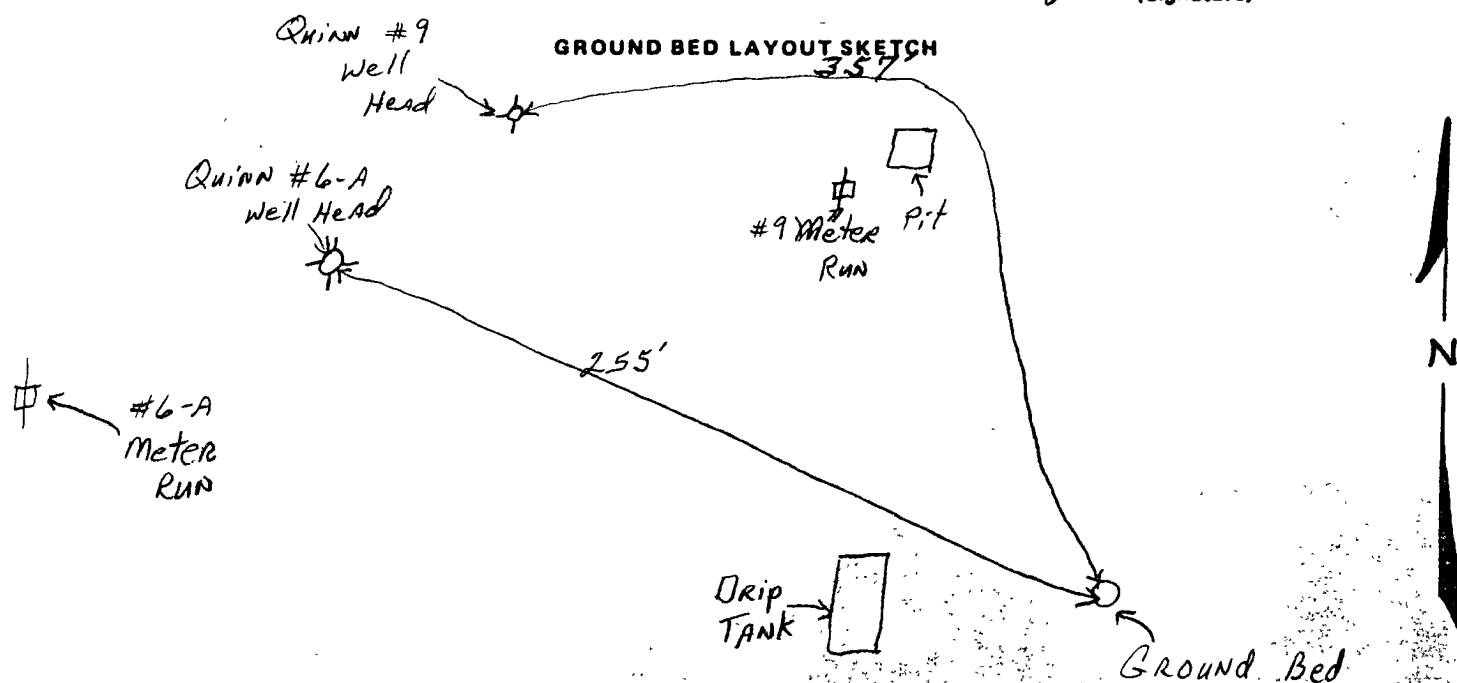 (Signature)
GROUND BED LAYOUT SKETCH
Quinn #9
Well
Head
357'
Quinn #6-A
Well Head
#9 Meter
Run
Pit
N
255'
#6-A
Meter
Run
Drip
Tank
Ground Bed